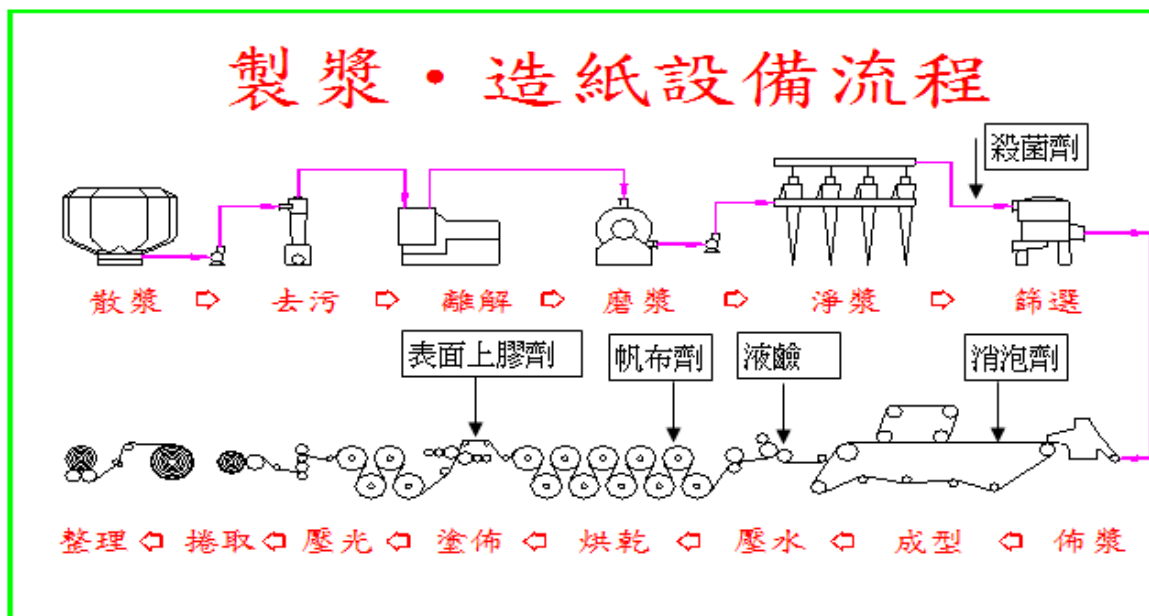 製漿・造紙設備流程
殺菌劑
散漿 ⇨ 去污 ⇨ 離解 ⇨ 磨漿 ⇨ 淨漿 ⇨ 篩選
表面上膠劑 帆布劑 液鹼 消泡劑
整理 ⇦ 捲取 ⇦ 壓光 ⇦ 塗佈 ⇦ 烘乾 ⇦ 壓水 ⇦ 成型 ⇦ 佈漿